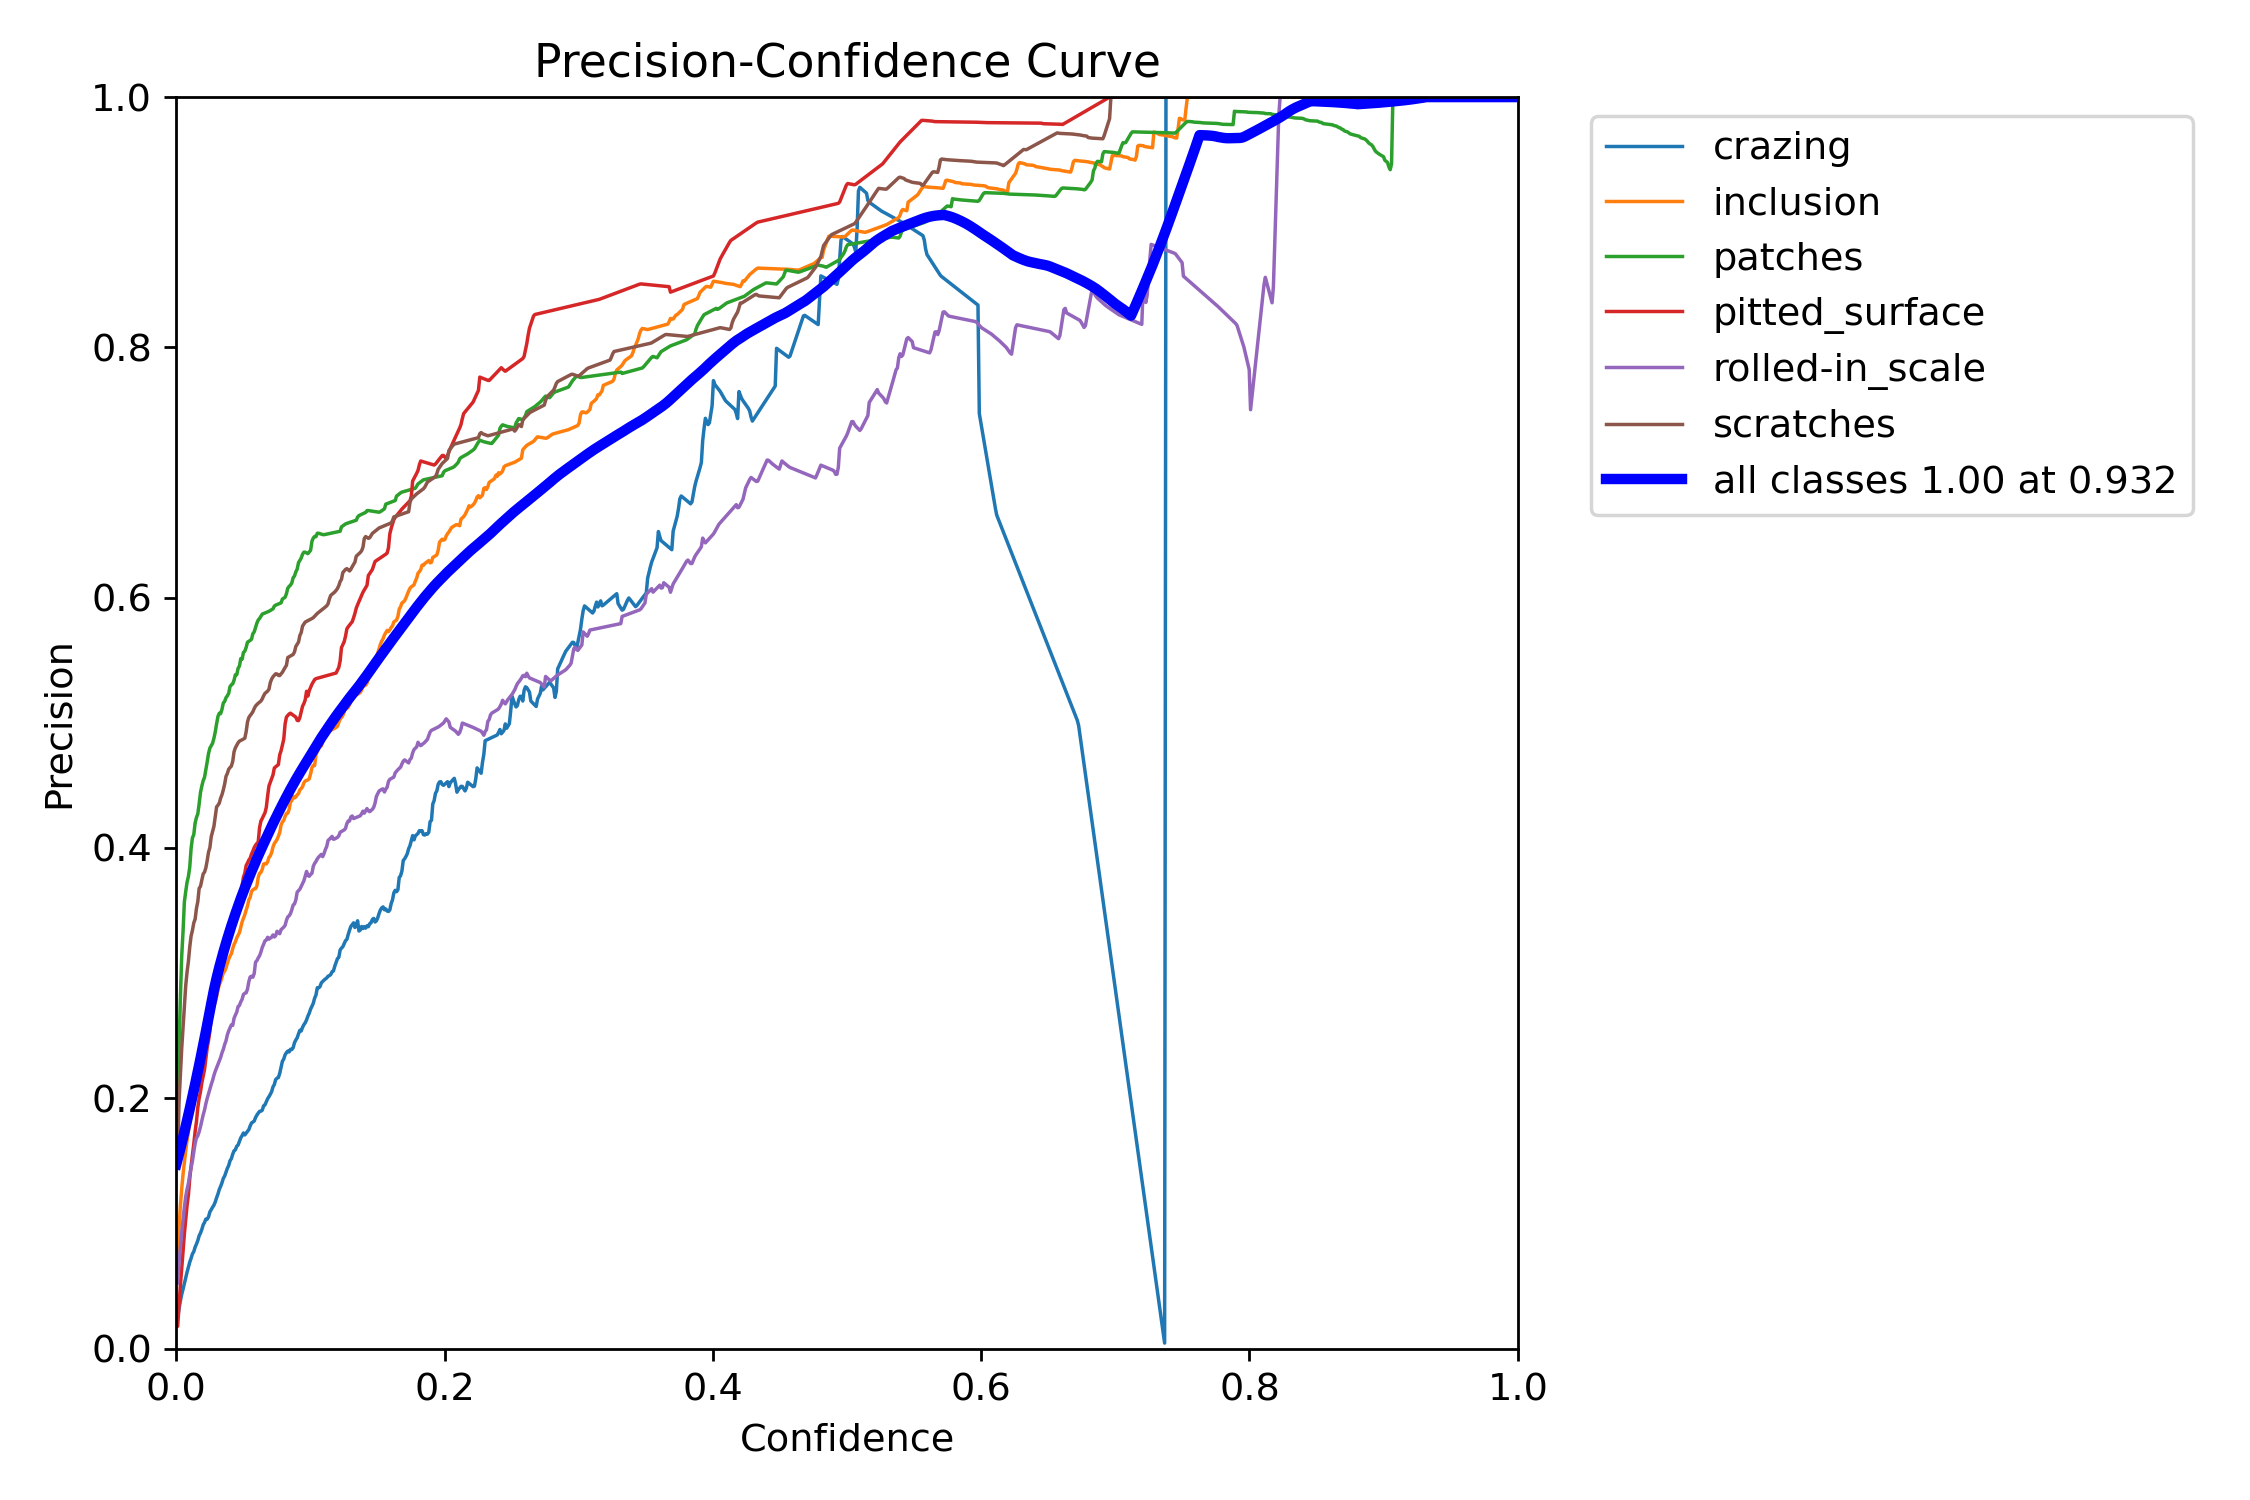 Precision-Confidence Curve
1.0
0.8
0.6
0.4
0.2
0.0
Precision
0.0 0.2 0.4 0.6 0.8 1.0
Confidence
crazing
inclusion
patches
pitted_surface
rolled-in_scale
scratches
all classes 1.00 at 0.932